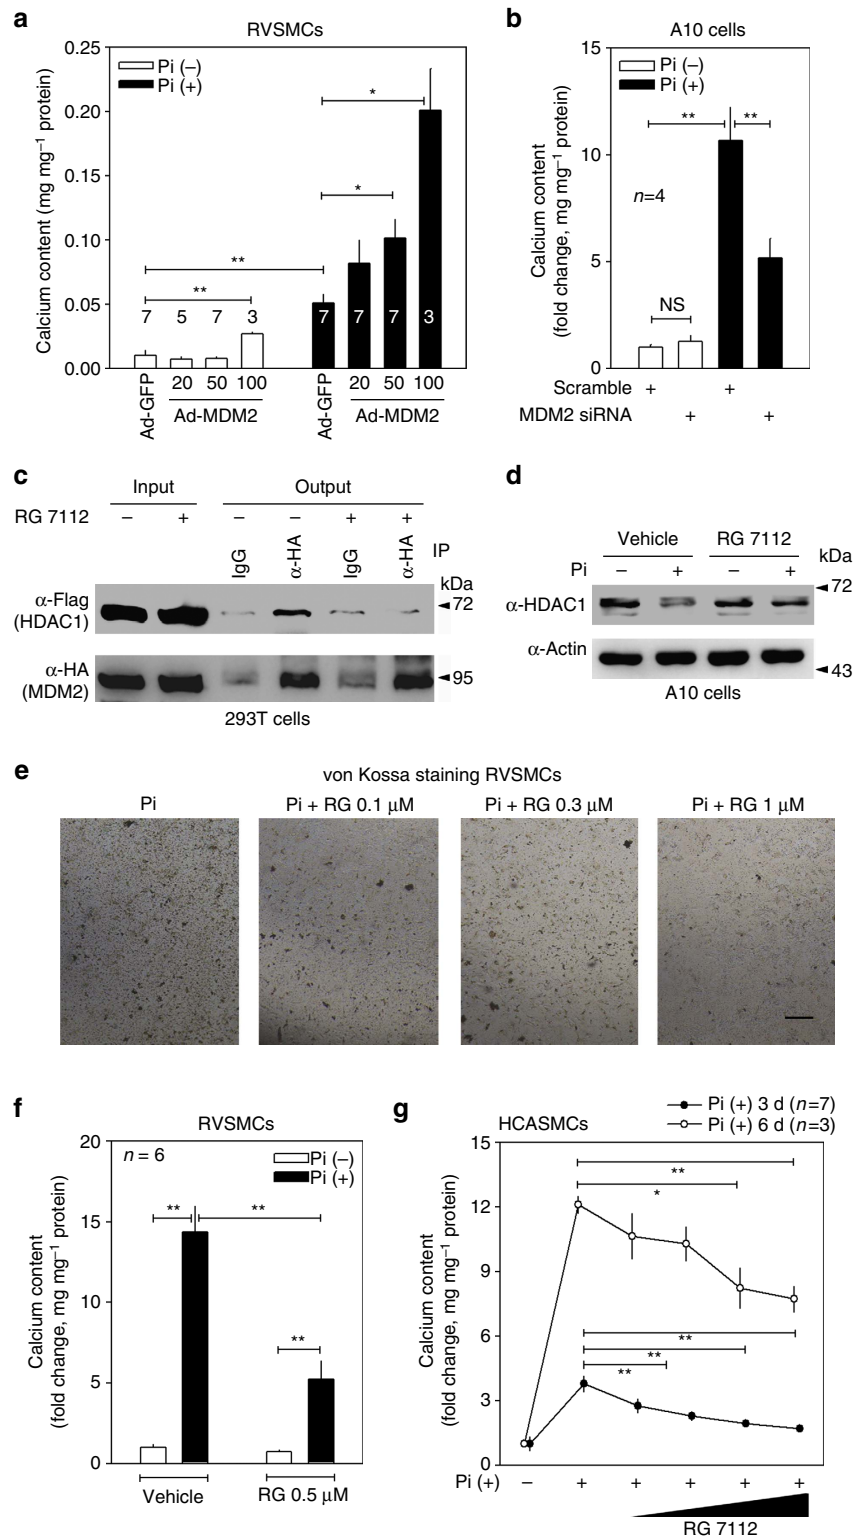 a
RVSMCs
Calcium content (mg mg⁻¹ protein)
0.25
0.20
0.15
0.10
0.05
0.00
Pi (–)
Pi (+)
*
*
**
**
7 5 7 3 7 7 7 3
Ad-GFP 20 50 100 Ad-GFP 20 50 100
Ad-MDM2 Ad-MDM2
b
A10 cells
Calcium content
(fold change, mg mg⁻¹ protein)
15
10
5
0
Pi (–)
Pi (+)
** **
n=4
NS
Scramble + +
MDM2 siRNA + +
c
Input Output
RG 7112 – + – – + +
IgG α-HA IgG α-HA IP
kDa
α-Flag
(HDAC1)
72
α-HA
(MDM2)
95
293T cells
d
Vehicle RG 7112
kDa
Pi – + – +
72
α-HDAC1
α-Actin
43
A10 cells
e
von Kossa staining RVSMCs
Pi Pi + RG 0.1 μM Pi + RG 0.3 μM Pi + RG 1 μM
f
RVSMCs
Calcium content
(fold change, mg mg⁻¹ protein)
20
15
10
5
0
n = 6
Pi (–)
Pi (+)
** **
**
Vehicle RG 0.5 μM
g
HCASMCs
Pi (+) 3 d (n=7)
Pi (+) 6 d (n=3)
Calcium content
(fold change, mg mg⁻¹ protein)
15
12
9
6
3
0
**
*
**
**
**
Pi (+) – + + + + +
RG 7112